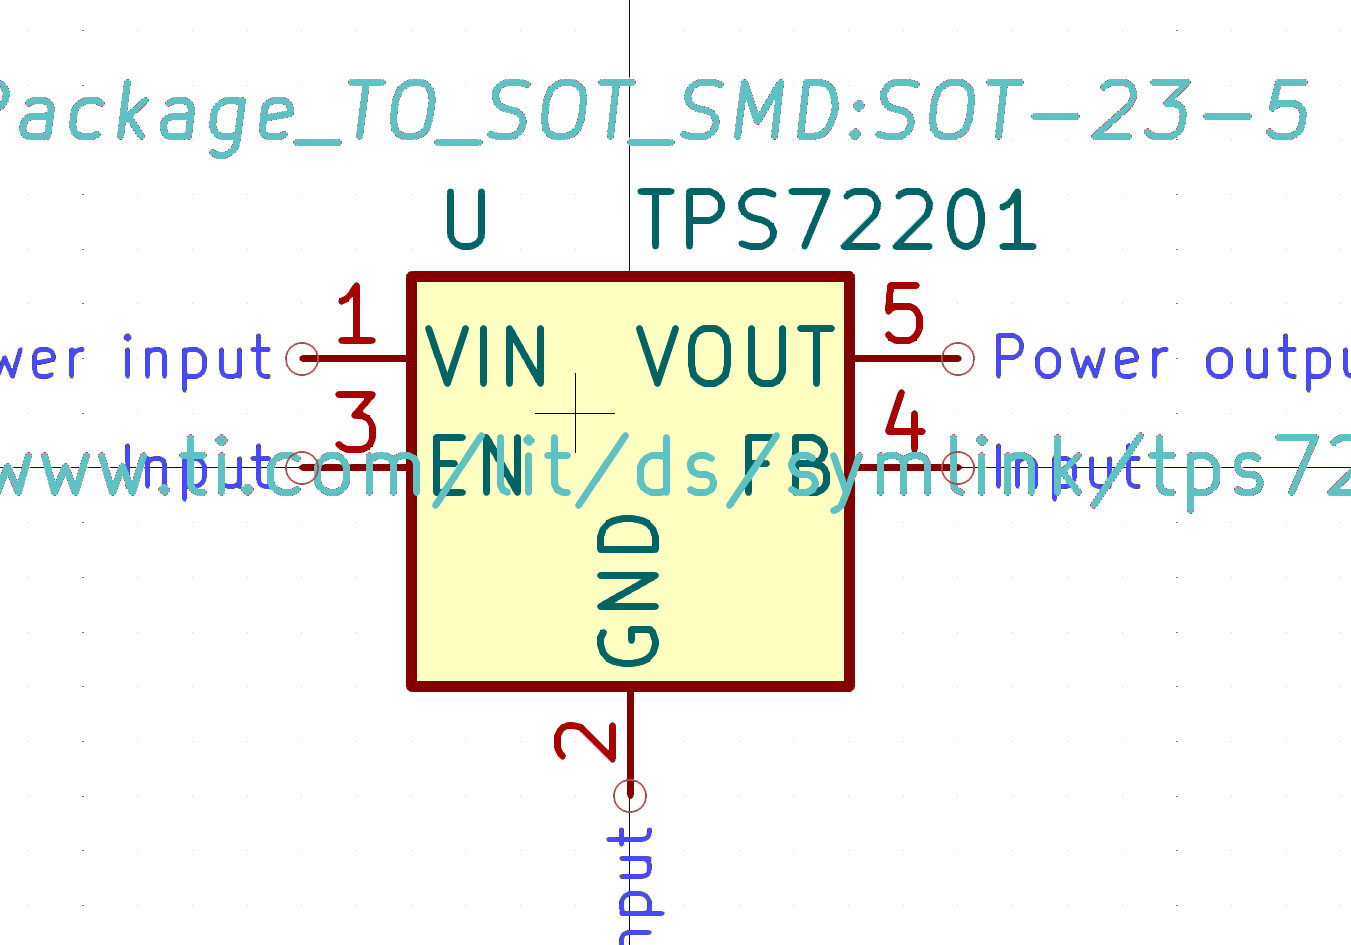 Package_TO_SOT_SMD:SOT-23-5
U TPS72201
1 5
wer input VIN VOUT Power outpu
3 4
Input EN FB Input
www.ti.com/lit/ds/symlink/tps72
GND
2
nput